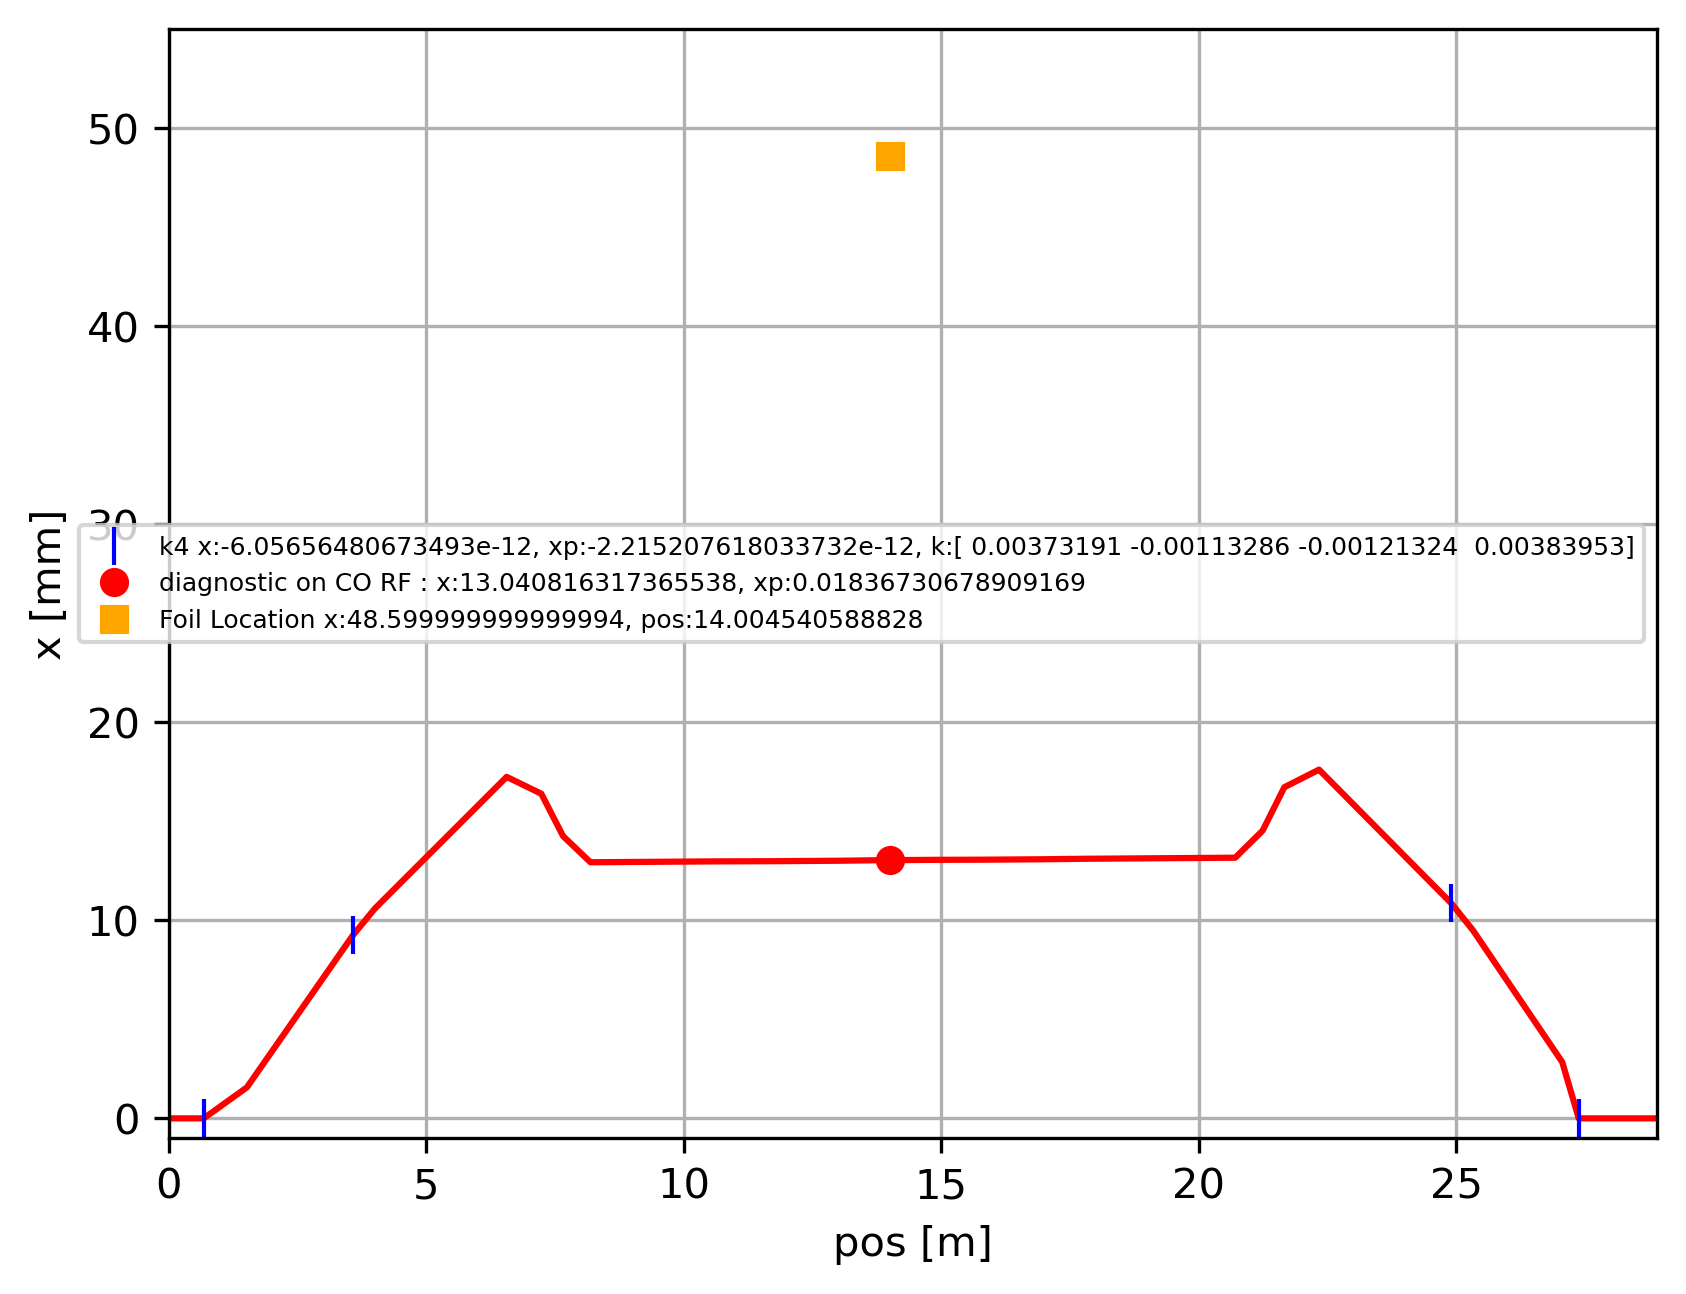 50
40
30
20
10
0
x [mm]
k4 x:-6.05656480673493e-12, xp:-2.215207618033732e-12, k:[ 0.00373191 -0.00113286 -0.00121324  0.00383953]
diagnostic on CO RF : x:13.040816317365538, xp:0.01836730678909169
Foil Location x:48.599999999999994, pos:14.004540588828
0 5 10 15 20 25
pos [m]